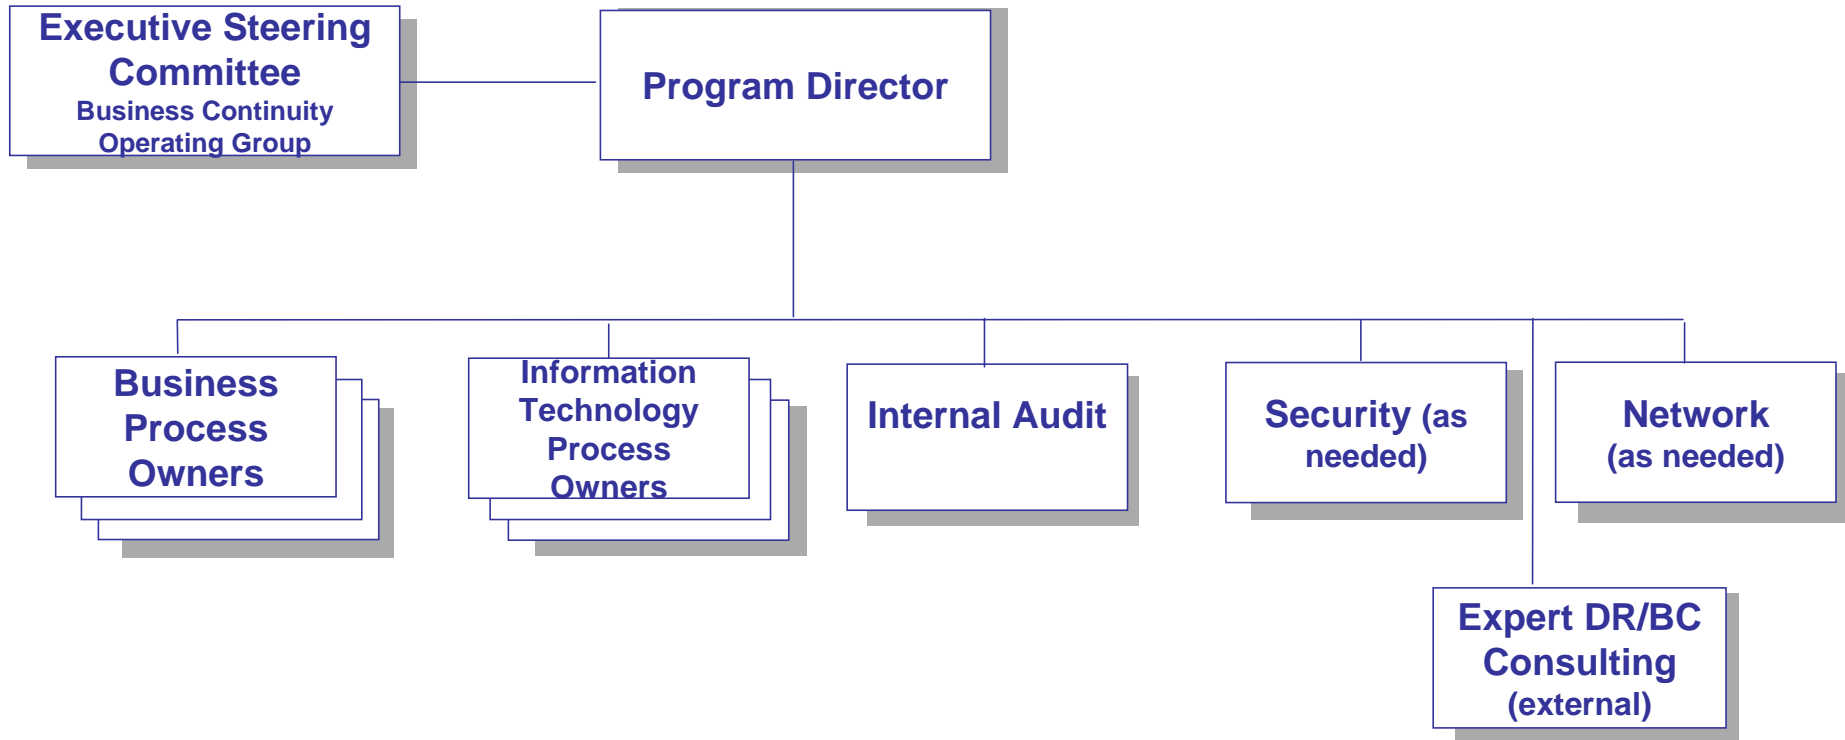 Executive Steering
Committee
Business Continuity
Operating Group
Program Director
Business
Process
Owners
Information
Technology
Process
Owners
Internal Audit
Security (as
needed)
Network
(as needed)
Expert DR/BC
Consulting
(external)